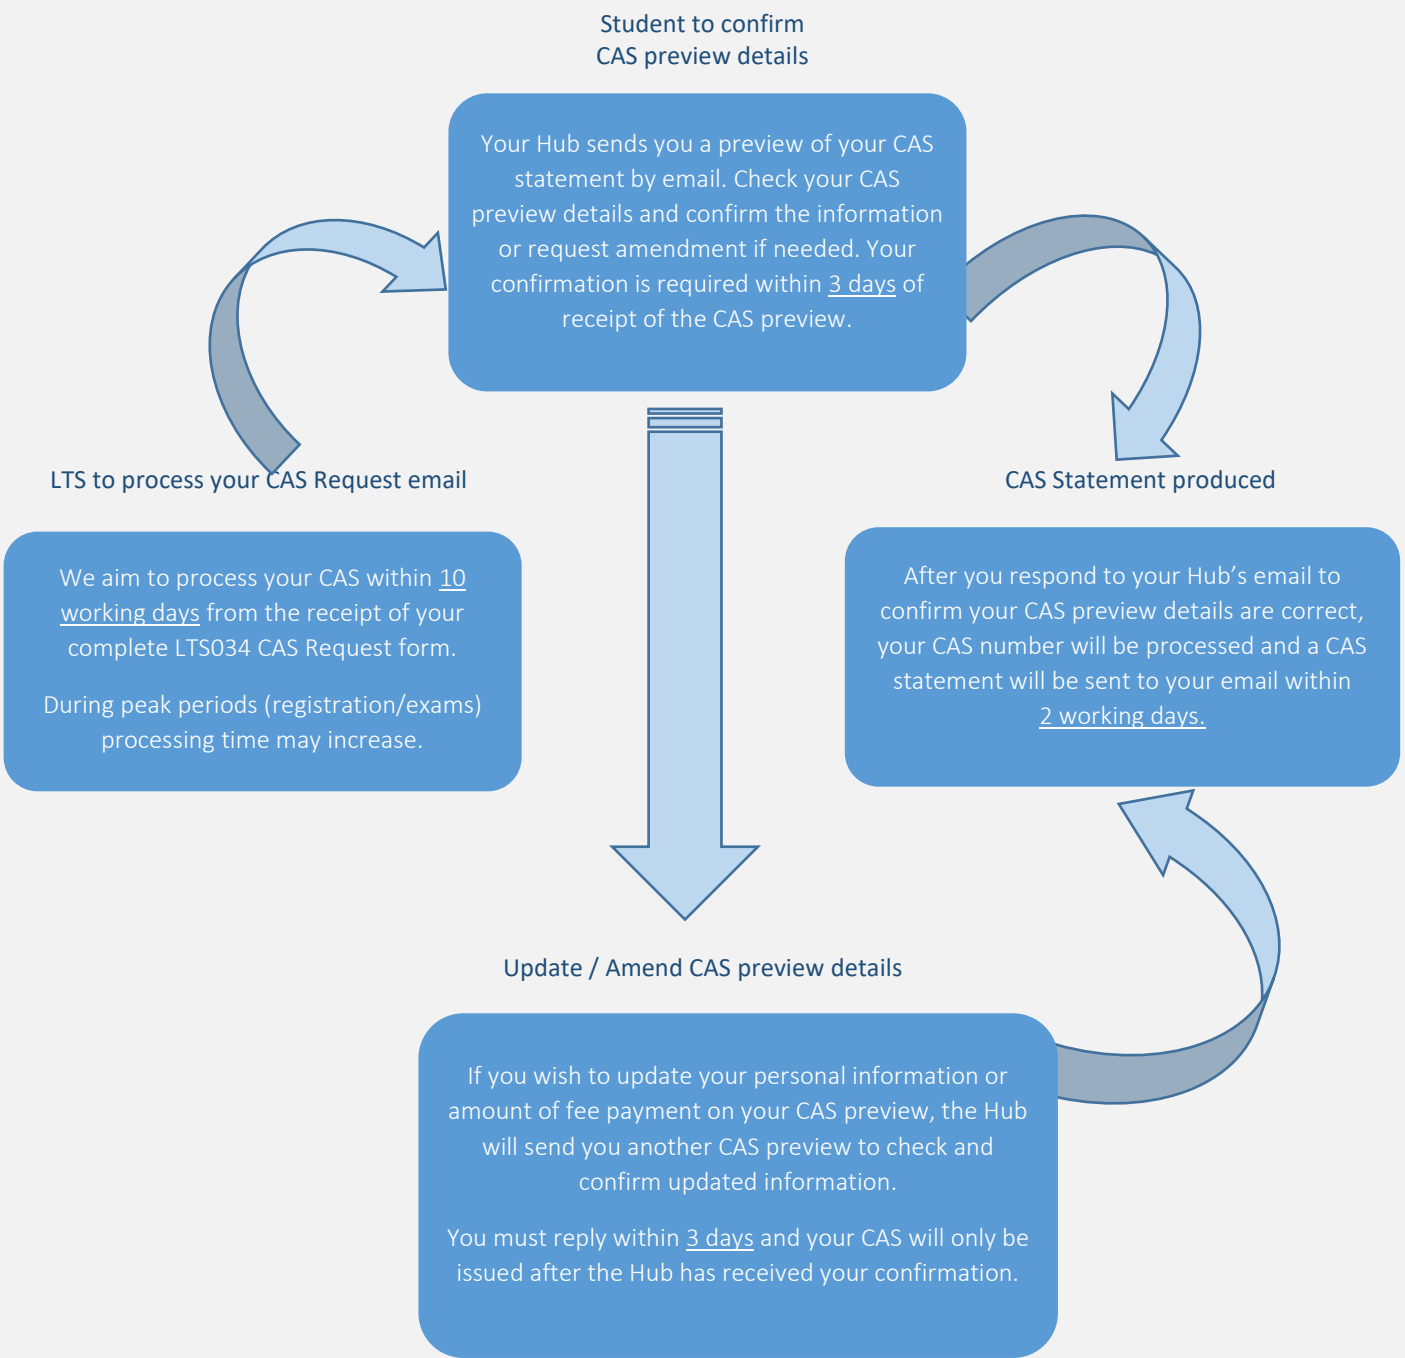 Student to confirm
CAS preview details
Your Hub sends you a preview of your CAS
statement by email. Check your CAS
preview details and confirm the information
or request amendment if needed. Your
confirmation is required within 3 days of
receipt of the CAS preview.
LTS to process your CAS Request email
We aim to process your CAS within 10
working days from the receipt of your
complete LTS034 CAS Request form.
During peak periods (registration/exams)
processing time may increase.
CAS Statement produced
After you respond to your Hub’s email to
confirm your CAS preview details are correct,
your CAS number will be processed and a CAS
statement will be sent to your email within
2 working days.
Update / Amend CAS preview details
If you wish to update your personal information or
amount of fee payment on your CAS preview, the Hub
will send you another CAS preview to check and
confirm updated information.
You must reply within 3 days and your CAS will only be
issued after the Hub has received your confirmation.